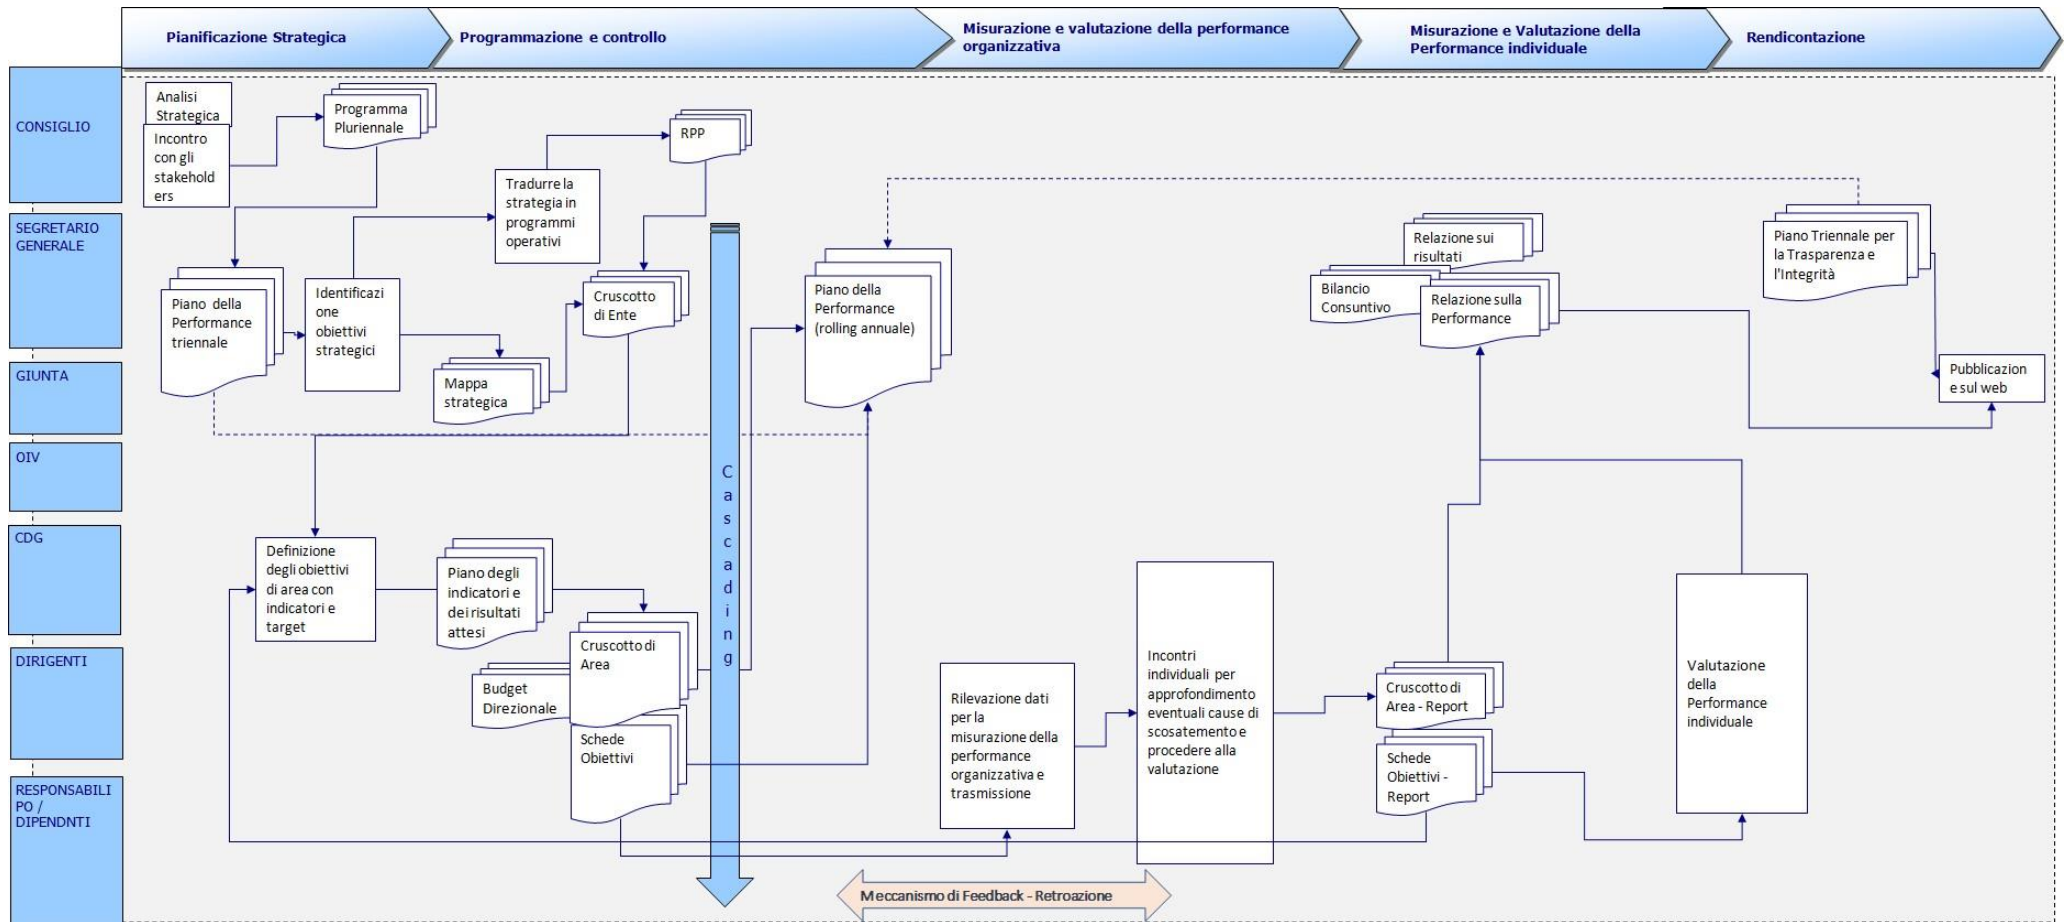 Pianificazione Strategica
Programmazione e controllo
Misurazione e valutazione della performance
organizzativa
Misurazione e Valutazione della
Performance individuale
Rendicontazione
CONSIGLIO
SEGRETARIO
GENERALE
GIUNTA
OIV
CDG
DIRIGENTI
RESPONSABILI
PO /
DIPENDNTI
Analisi
Strategica
Incontro
con gli
stakehold
ers
Programma
Pluriennale
RPP
Tradurre la
strategia in
programmi
operativi
Piano della
Performance
triennale
Identificazi
one
obiettivi
strategici
Cruscotto
di Ente
Mappa
strategica
Piano della
Performance
(rolling annuale)
Relazione sui
risultati
Bilancio
Consuntivo
Relazione sulla
Performance
Piano Triennale per
la Trasparenza e
l'Integrità
Pubblicazion
e sul web
C
a
s
c
a
d
i
n
g
Definizione
degli obiettivi
di area con
indicatori e
target
Piano degli
indicatori e
dei risultati
attesi
Cruscotto di
Area
Budget
Direzionale
Schede
Obiettivi
Rilevazione dati
per la
misurazione della
performance
organizzativa e
trasmissione
Incontri
individuali per
approfondimento
eventuali cause di
scosatemento e
procedere alla
valutazione
Cruscotto di
Area - Report
Schede
Obiettivi -
Report
Valutazione
della
Performance
individuale
Meccanismo di Feedback - Retroazione